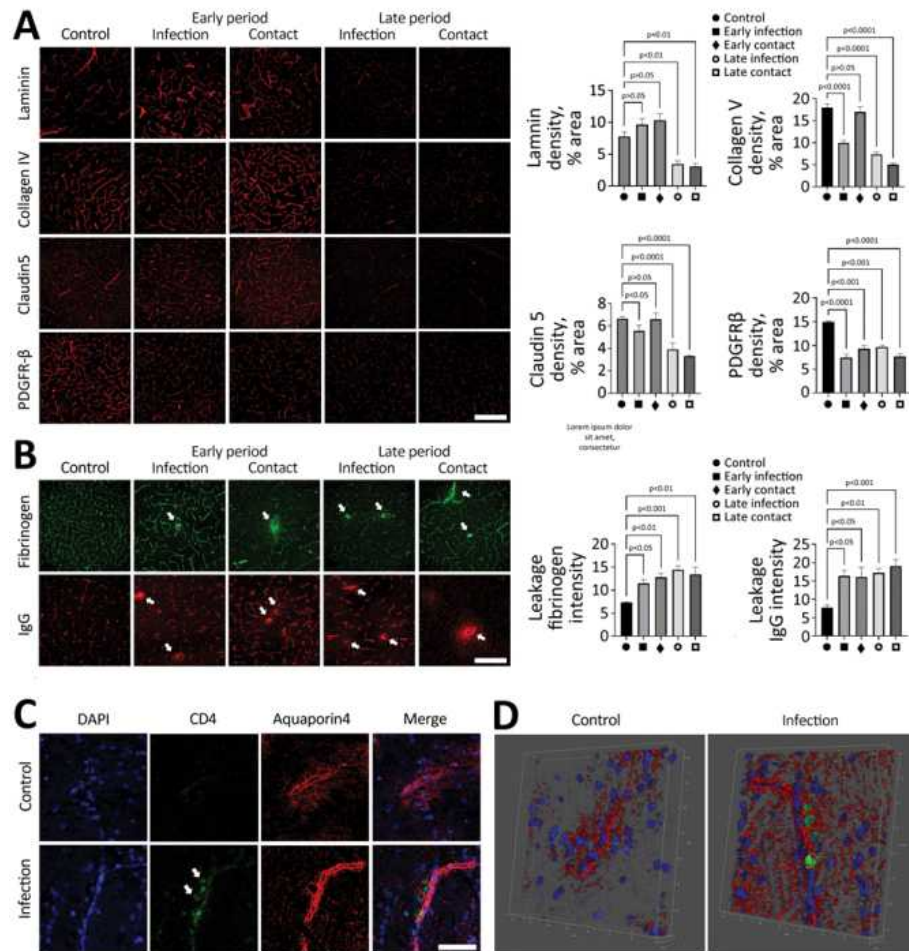 A
Early period
Late period
Control
Infection
Contact
Infection
Contact
Laminin
Collagen IV
Claudin5
PDGFR-β
Control
Early infection
Early contact
Late infection
Late contact
Lamnin
density,
% area
15
10
5
0
p<0.01
p<0.01
p>0.05
p>0.05
Collagen V
density,
% area
20
15
10
5
0
p<0.0001
p<0.0001
p>0.05
p<0.0001
Claudin 5
density,
% area
8
6
4
2
0
p<0.0001
p<0.0001
p>0.05
p<0.05
PDGFRβ
density,
% area
20
15
10
5
0
p<0.0001
p<0.001
p<0.001
p<0.0001
Lorem ipsum dolor
sit amet,
consectetur
B
Early period
Late period
Control
Infection
Contact
Infection
Contact
Fibrinogen
IgG
Control
Early infection
Early contact
Late infection
Late contact
Leakage
fibrinogen
intensity
20
15
10
5
0
p<0.01
p<0.001
p<0.01
p<0.05
Leakage
IgG intensity
25
20
15
10
5
0
p<0.001
p<0.01
p<0.05
p<0.05
C
DAPI
CD4
Aquaporin4
Merge
Control
Infection
D
Control
Infection